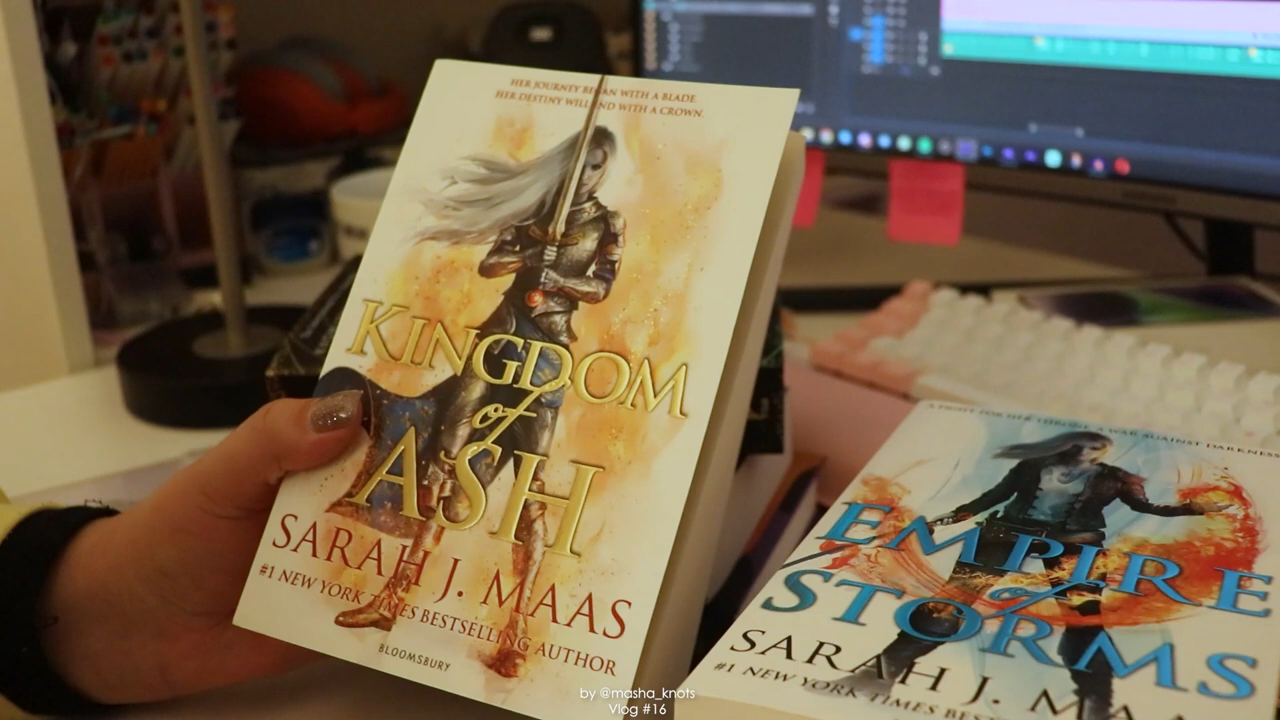 HER JOURNEY BEGAN WITH A BLADE.
HER DESTINY WILL END WITH A CROWN.
KINGDOM
of
ASH
SARAH J. MAAS
#1 NEW YORK TIMES BESTSELLING AUTHOR
BLOOMSBURY
A FIGHT FOR HER THRONE A WAR AGAINST DARKNESS
EMPIRE
of
STORMS
SARAH J. MAA
#1 NEW YORK TIMES BEST
by @masha_knots
Vlog #16